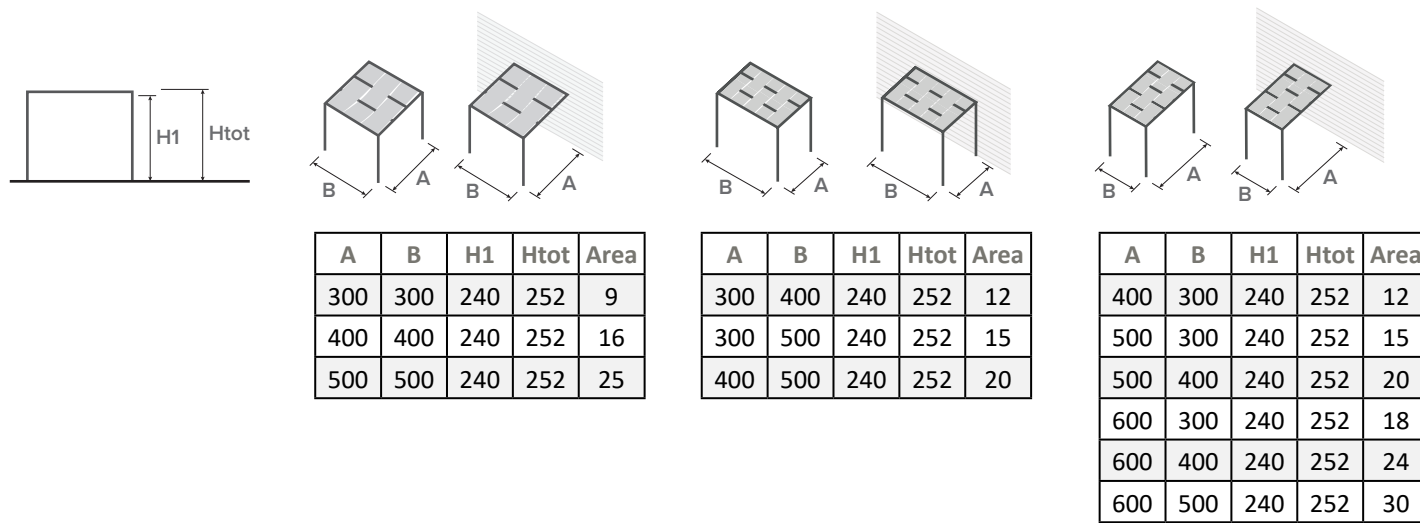 H1 Htot
B A B A
B A B A
B A B A
A B H1 Htot Area
300 300 240 252 9
400 400 240 252 16
500 500 240 252 25
A B H1 Htot Area
300 400 240 252 12
300 500 240 252 15
400 500 240 252 20
A B H1 Htot Area
400 300 240 252 12
500 300 240 252 15
500 400 240 252 20
600 300 240 252 18
600 400 240 252 24
600 500 240 252 30